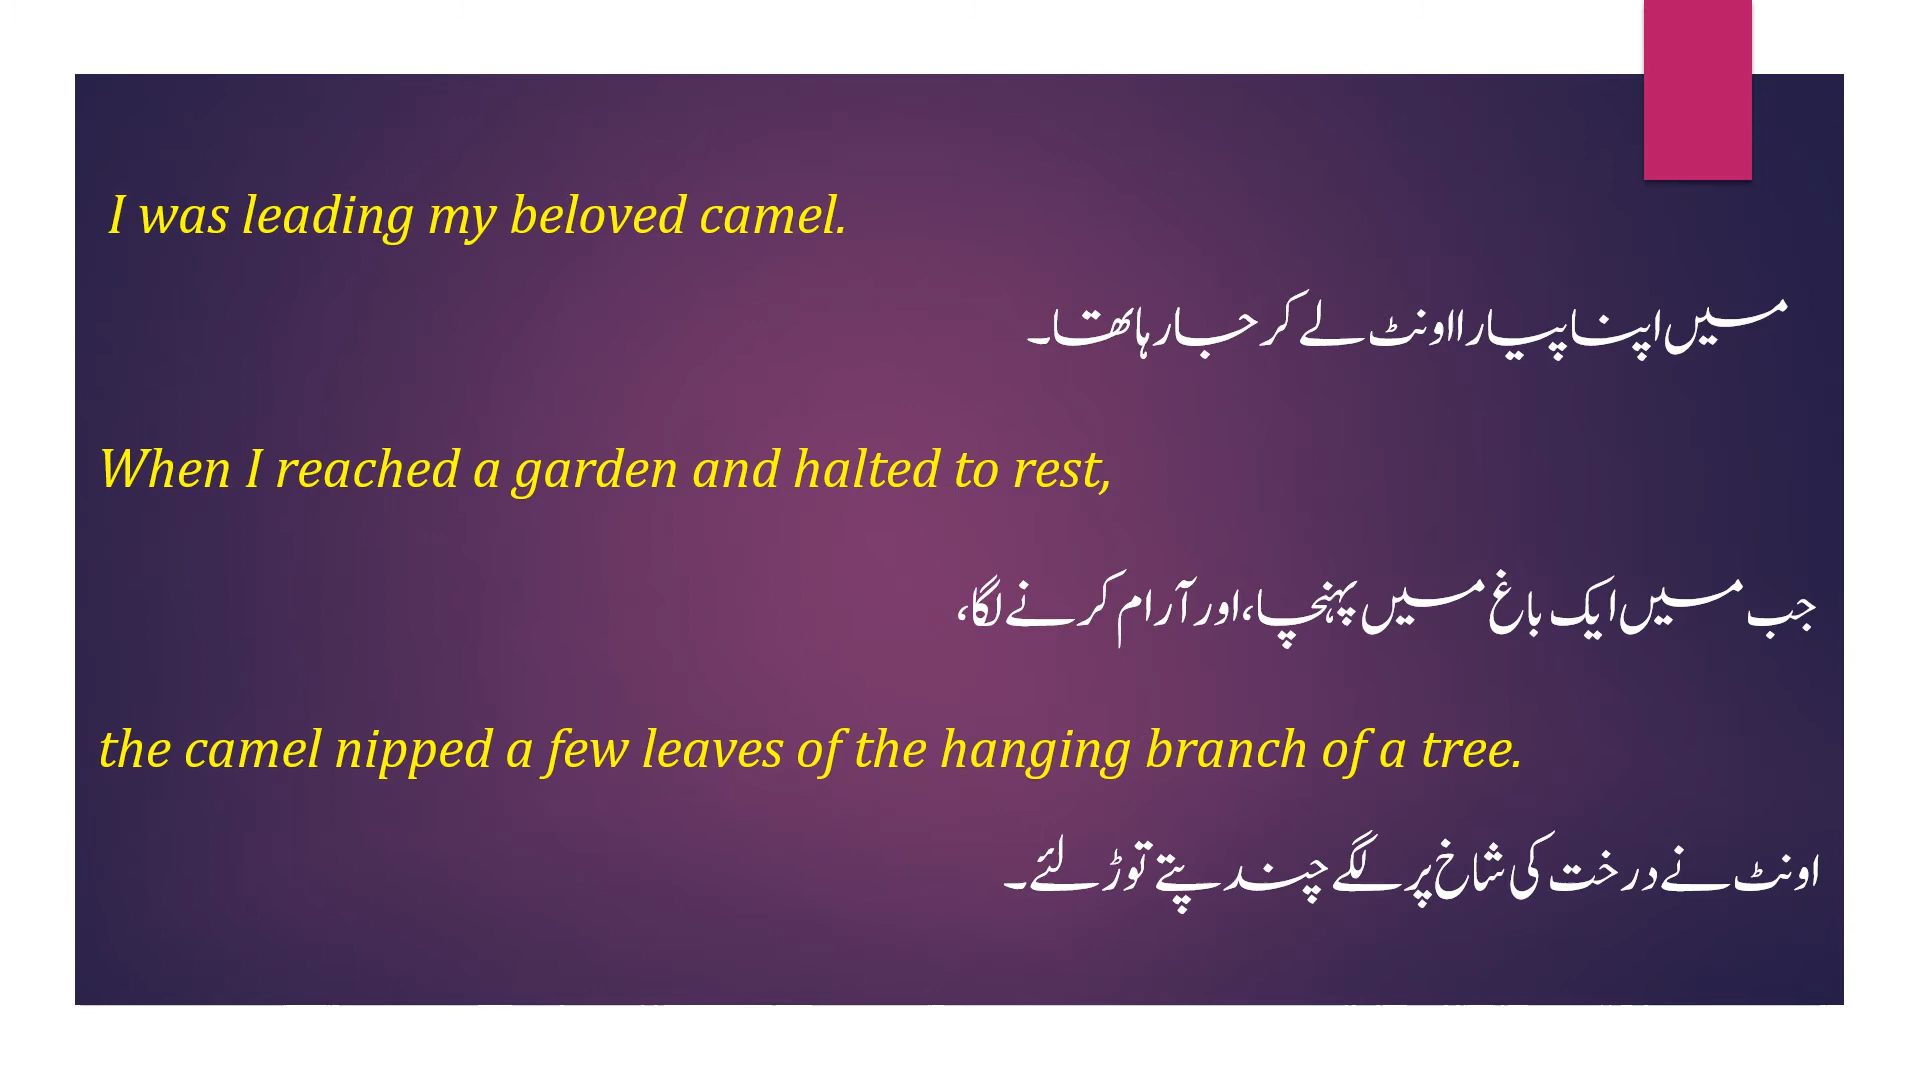 I was leading my beloved camel.
میں اپنا پیارا اونٹ لے کر جا رہا تھا۔
When I reached a garden and halted to rest,
جب میں ایک باغ میں پہنچا، اور آرام کرنے لگا،
the camel nipped a few leaves of the hanging branch of a tree.
اونٹ نے درخت کی شاخ پر لگے چند پتے توڑ لئے۔